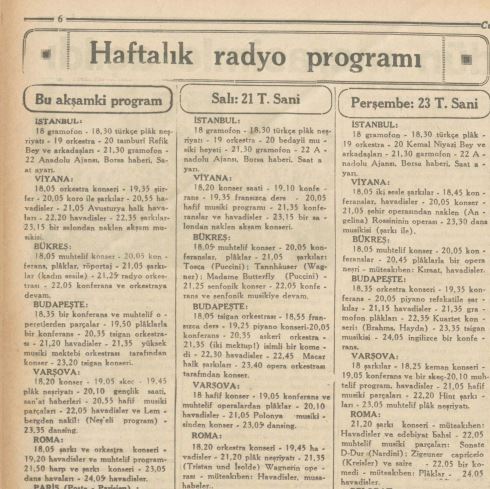 6
Haftalık radyo programı
Bu akşamki program
İSTANBUL:
18 gramofon - 18,30 türkçe plâk neş-
riyatı - 19 orkestra - 20 tamburî Refik
Bey ve arkadaşları - 21,30 gramofon -
22 Anadolu Ajansı, Borsa haberi, Sa-
at ayarı.
VİYANA:
18,05 orkestra konseri - 19,35 şiir-
ler - 20,05 koro ile şarkılar - 20,55 ha-
vadisler - 21,05 Avusturya halk hava-
ları - 22,20 havadisler - 22,35 şarkılar-
23,15 bir salondan naklen akşam mu-
sikisi.
BÜKREŞ:
18,05 muhtelif konser - 20,05 kon -
ferans, plâklar, röportaj - 21,05 şarkı-
lar (kadın sesile) - 21,25 radyo orkes-
trası - 22,05 konferans ve orkestraya
devam.
BUDAPEŞTE:
18,35 bir konferans ve muhtelif o -
peretlerden parçalar - 19,50 plâklarla
bir konferans - 20,35 tsigan orkestra-
sı - 21,20 havadisler - 21,35 yüksek
musiki mektebi orkestrası tarafından
konser - 23,20 tsigan konseri.
VARŞOVA:
18,20 konser - 19,05 skeç - 19,45
plâk neşriyatı - 20,10 gençlik saati,
san'at haberleri - 20,55 hafif musiki
parçaları - 22,05 havadisler ve Lem -
bergden nakil: (Neş'eli program) -
23,35 dansing.
ROMA:
18,05 şarkı ve orkestra konseri -
19,20 havadisler ve muhtelif program-
21,50 harp ve şarkı konseri - 23,05
dans havaları - 24,05 havadisler.
Salı: 21 T. Sani
İSTANBUL:
18 gramofon - 18,30 türkçe plâk neş
riyatı - 19 orkestra - 20 bedayii mu -
siki heyeti - 21,30 gramofon - 22 A -
nadolu Ajansı, Borsa haberi, Saat a
yarı.
VİYANA:
18,20 konser saati - 19,10 konfe -
rans - 19,35 fransızca ders - 20,05
hafif musiki programı - 21,35 konfe-
ranslar ve havadisler - 23,15 bir sa -
londan naklen akşam konseri.
BÜKREŞ:
18,05 muhtelif konser - 20,05 kon-
feranslar, plâklar - 21,05 şarkılar:
Tosca (Puccini); Tannhäuser (Wag-
ner); Madame Butterfly (Puccini) -
21,25 senfonik konser - 22,05 konfe -
rans ve senfonik musikiye devam.
BUDAPEŞTE:
18,05 tsigan orkestrası - 18,55 fran-
sızca ders - 19,25 piyano konseri-20,05
konferans - 20,35 askerî orkestra -
21,35 (İki mektup!) isimli bir kome -
di - 22,30 havadisler - 22,45 Macar
halk şarkıları - 23,40 opera orkestrası
tarafından konser.
VARŞOVA:
18 hafif konser - 19,05 konferans ve
muhtelif operalardan plâklar - 20,10
havadisler - 21,05 Polonya musiki -
sinden konser - 23,05 dansing.
ROMA:
18,20 orkestra konseri - 19,45 ha -
vadisler - 21,20 plâk neşriyatı - 21,35
(Tristan und İselde) Wagnerin ope -
rası - müteakıben: Havadisler, musa-
habeler..
Perşembe: 23 T. Sani
İSTANBUL:
18 gramofon - 18,30 türkçe plâk -
19 orkestra - 20 Kemal Niyazi Bey ve
arkadaşları - 21,30 garmofon - 22 A -
nadolu Ajansı, Borsa haberi, Saat a -
yarı.
VİYANA:
18,05 iki sesle şarkılar - 18,45 kon -
feranslar, havadisler - 20,05 konser
21,05 şehir operasından naklen (An -
gelina) Rossininin operası - 23,30 dans
musikisi (şarkı ile).
BÜKREŞ:
18,05 muhtelif konser - 20,05 kon -
feranslar - 20,45 plâklarla bir opera
neşri - müteakıben: Kıraat, havadisler.
BUDAPEŞTE:
18,35 orkestra konseri - 19,35 kon-
ferans - 20,05 piyano refakatile şar -
kılar - 21,15 havadisler - 21,35 gra -
mofon plâkları - 22,39 Kuartet kon -
seri: (Brahms, Haydn) - 23,35 tsigan
musikisi - 24,05 ingilizce bir konfe -
rans.
VARŞOVA:
18 şarkılar - 18,25 keman konseri -
19,05 konferans ve bir skeş-20,10 muh-
telif program, havadisler - 21,05 hafif
musiki parçaları - 22,20 Hint şarkı -
ları - 23,05 muhtelif plâk neşriyatı.
ROMA:
21,20 şarkı konseri - müteakıben:
Havadisler ve edebiyat bahsi - 22,05
muhtelif musiki parçaları: Sonate
D-Dur (Nardini); Zigeuner capriccio
(Kreisler) ve saire - 22,05 bir ko-
medi - müteakıben: Plâklar - 24,05
havadisler.